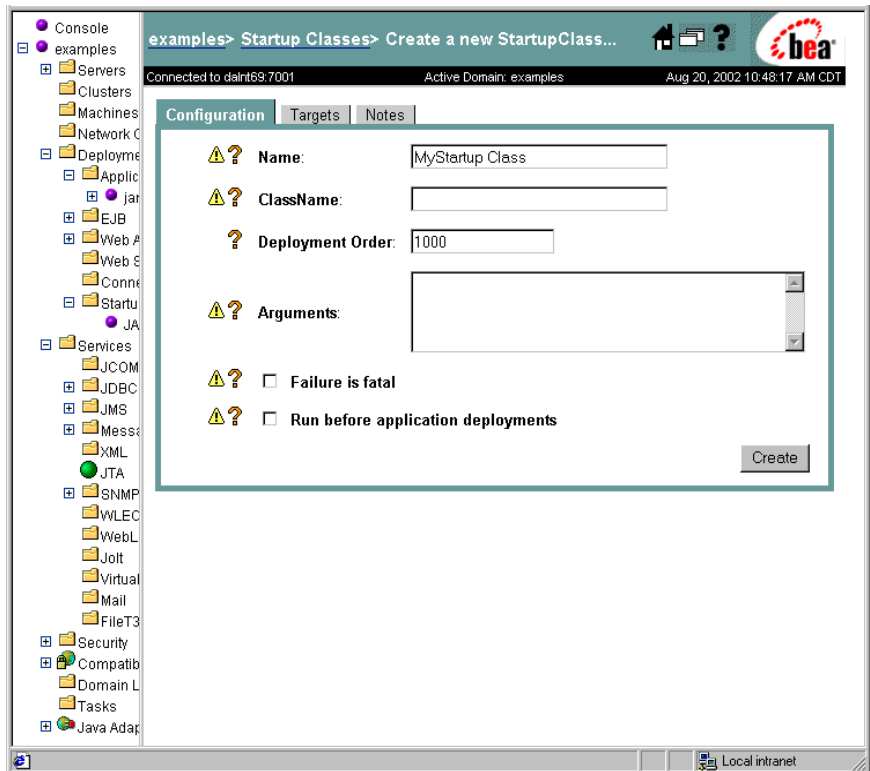 Console
examples
Servers
Clusters
Machines
Network C
Deployme
Applic
jar
EJB
Web A
Web S
Conne
Startu
JA
Services
JCOM
JDBC
JMS
Messa
XML
JTA
SNMP
WLEC
WebL
Jolt
Virtual
Mail
FileT3
Security
Compatib
Domain L
Tasks
Java Adap
examples> Startup Classes> Create a new StartupClass...
?
bea
Connected to dalnt69:7001 Active Domain: examples Aug 20, 2002 10:48:17 AM CDT
Configuration Targets Notes
? Name: MyStartup Class
? ClassName:
? Deployment Order: 1000
? Arguments:
? Failure is fatal
? Run before application deployments
Create
Local intranet